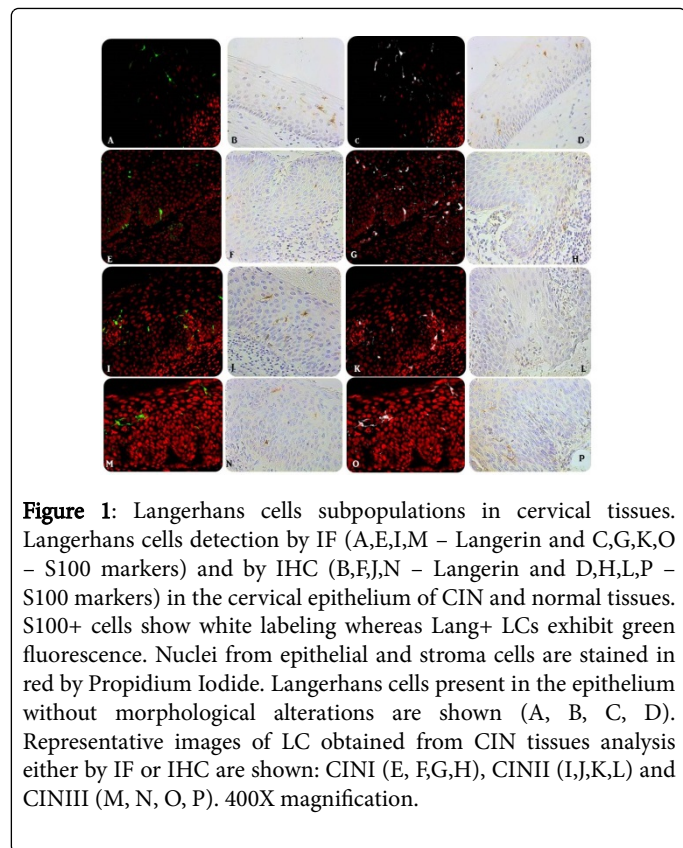 A B C D
E F G H
I J K L
M N O P
Figure 1: Langerhans cells subpopulations in cervical tissues.
Langerhans cells detection by IF (A,E,I,M – Langerin and C,G,K,O
– S100 markers) and by IHC (B,F,J,N – Langerin and D,H,L,P –
S100 markers) in the cervical epithelium of CIN and normal tissues.
S100+ cells show white labeling whereas Lang+ LCs exhibit green
fluorescence. Nuclei from epithelial and stroma cells are stained in
red by Propidium Iodide. Langerhans cells present in the epithelium
without morphological alterations are shown (A, B, C, D).
Representative images of LC obtained from CIN tissues analysis
either by IF or IHC are shown: CINI (E, F,G,H), CINII (I,J,K,L) and
CINIII (M, N, O, P). 400X magnification.